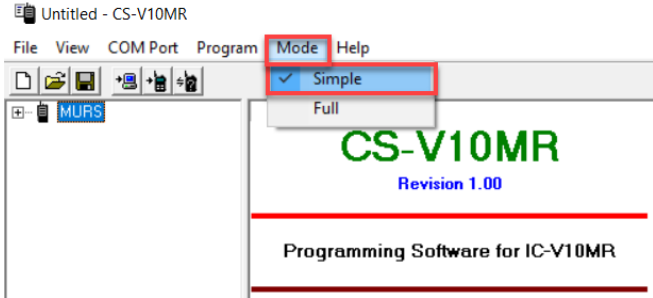 Untitled - CS-V10MR
File View COM Port Program Mode Help
Simple
Full
MURS
CS-V10MR
Revision 1.00
Programming Software for IC-V10MR